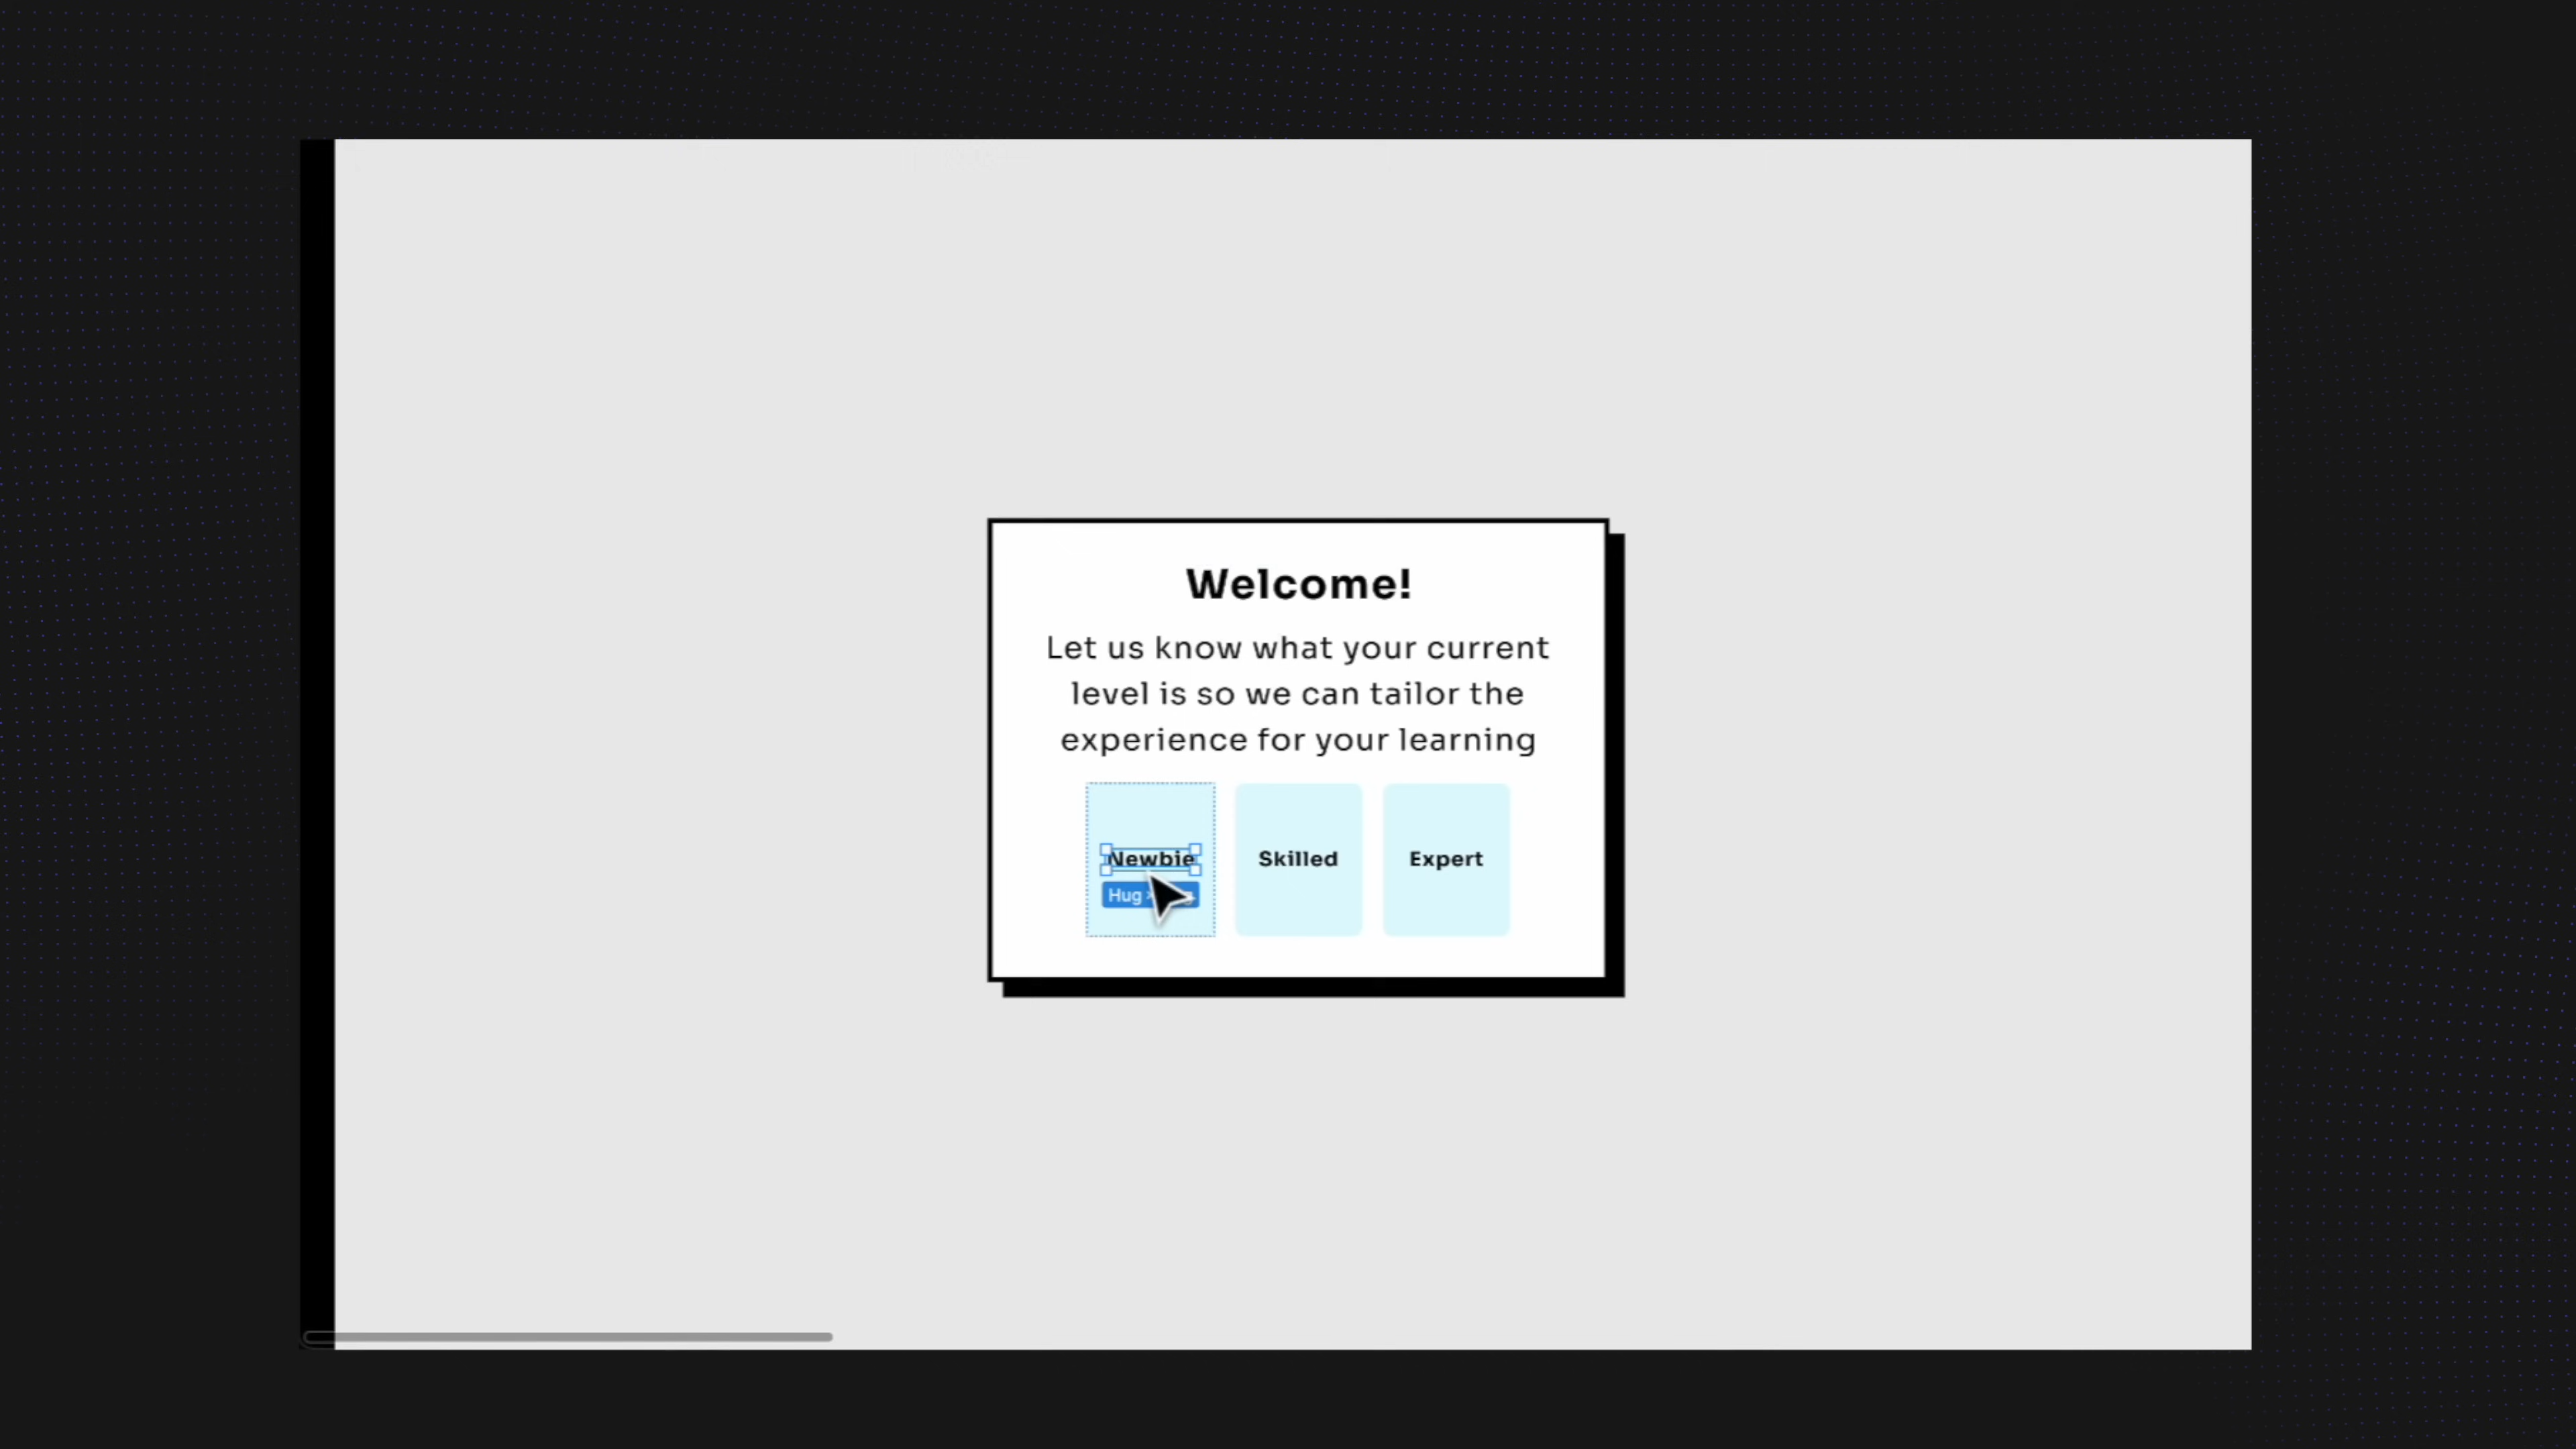 Welcome!
Let us know what your current
level is so we can tailor the
experience for your learning
Newbie
Skilled
Expert
Hug